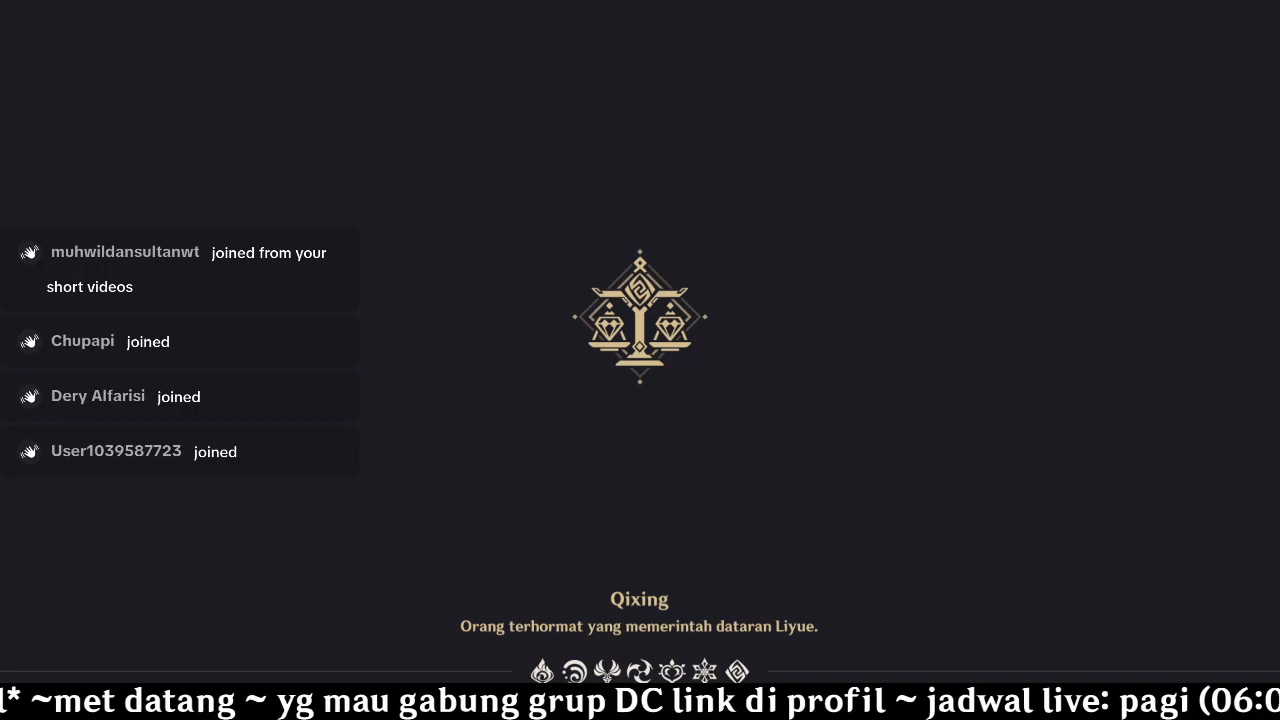 muhwildansultanwt joined from your
short videos
Chupapi joined
Dery Alfarisi joined
User1039587723 joined
Qixing
Orang terhormat yang memerintah dataran Liyue.
* ~met datang ~ yg mau gabung grup DC link di profil ~ jadwal live: pagi (06:0